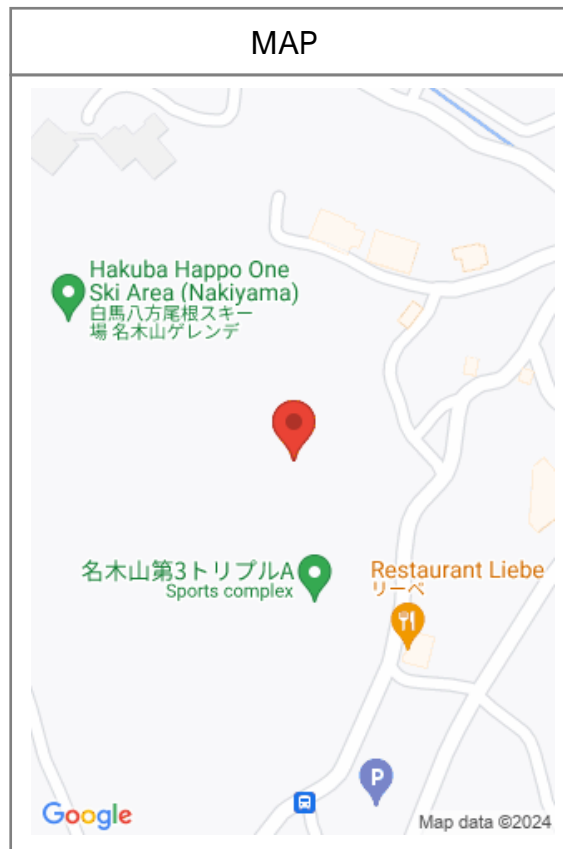 MAP
Hakuba Happo One
Ski Area (Nakiyama)
白馬八方尾根スキー
場 名木山ゲレンデ
名木山第3トリプルA
Sports complex
Restaurant Liebe
リーベ
P
Google
Map data ©2024